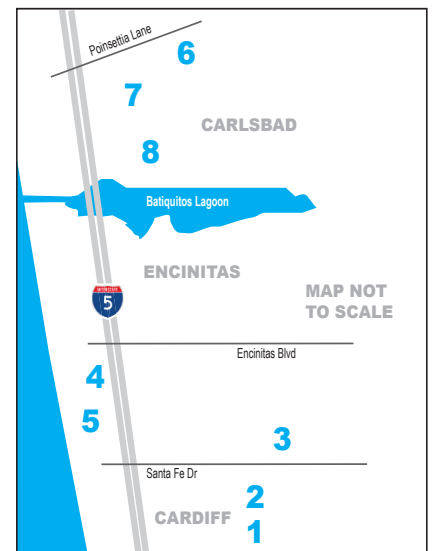 Poinsettia Lane
6
7
CARLSBAD
8
Batiquitos Lagoon
ENCINITAS
MAP NOT
TO SCALE
INTERSTATE
5
Encinitas Blvd
4
5
3
Santa Fe Dr
2
CARDIFF
1